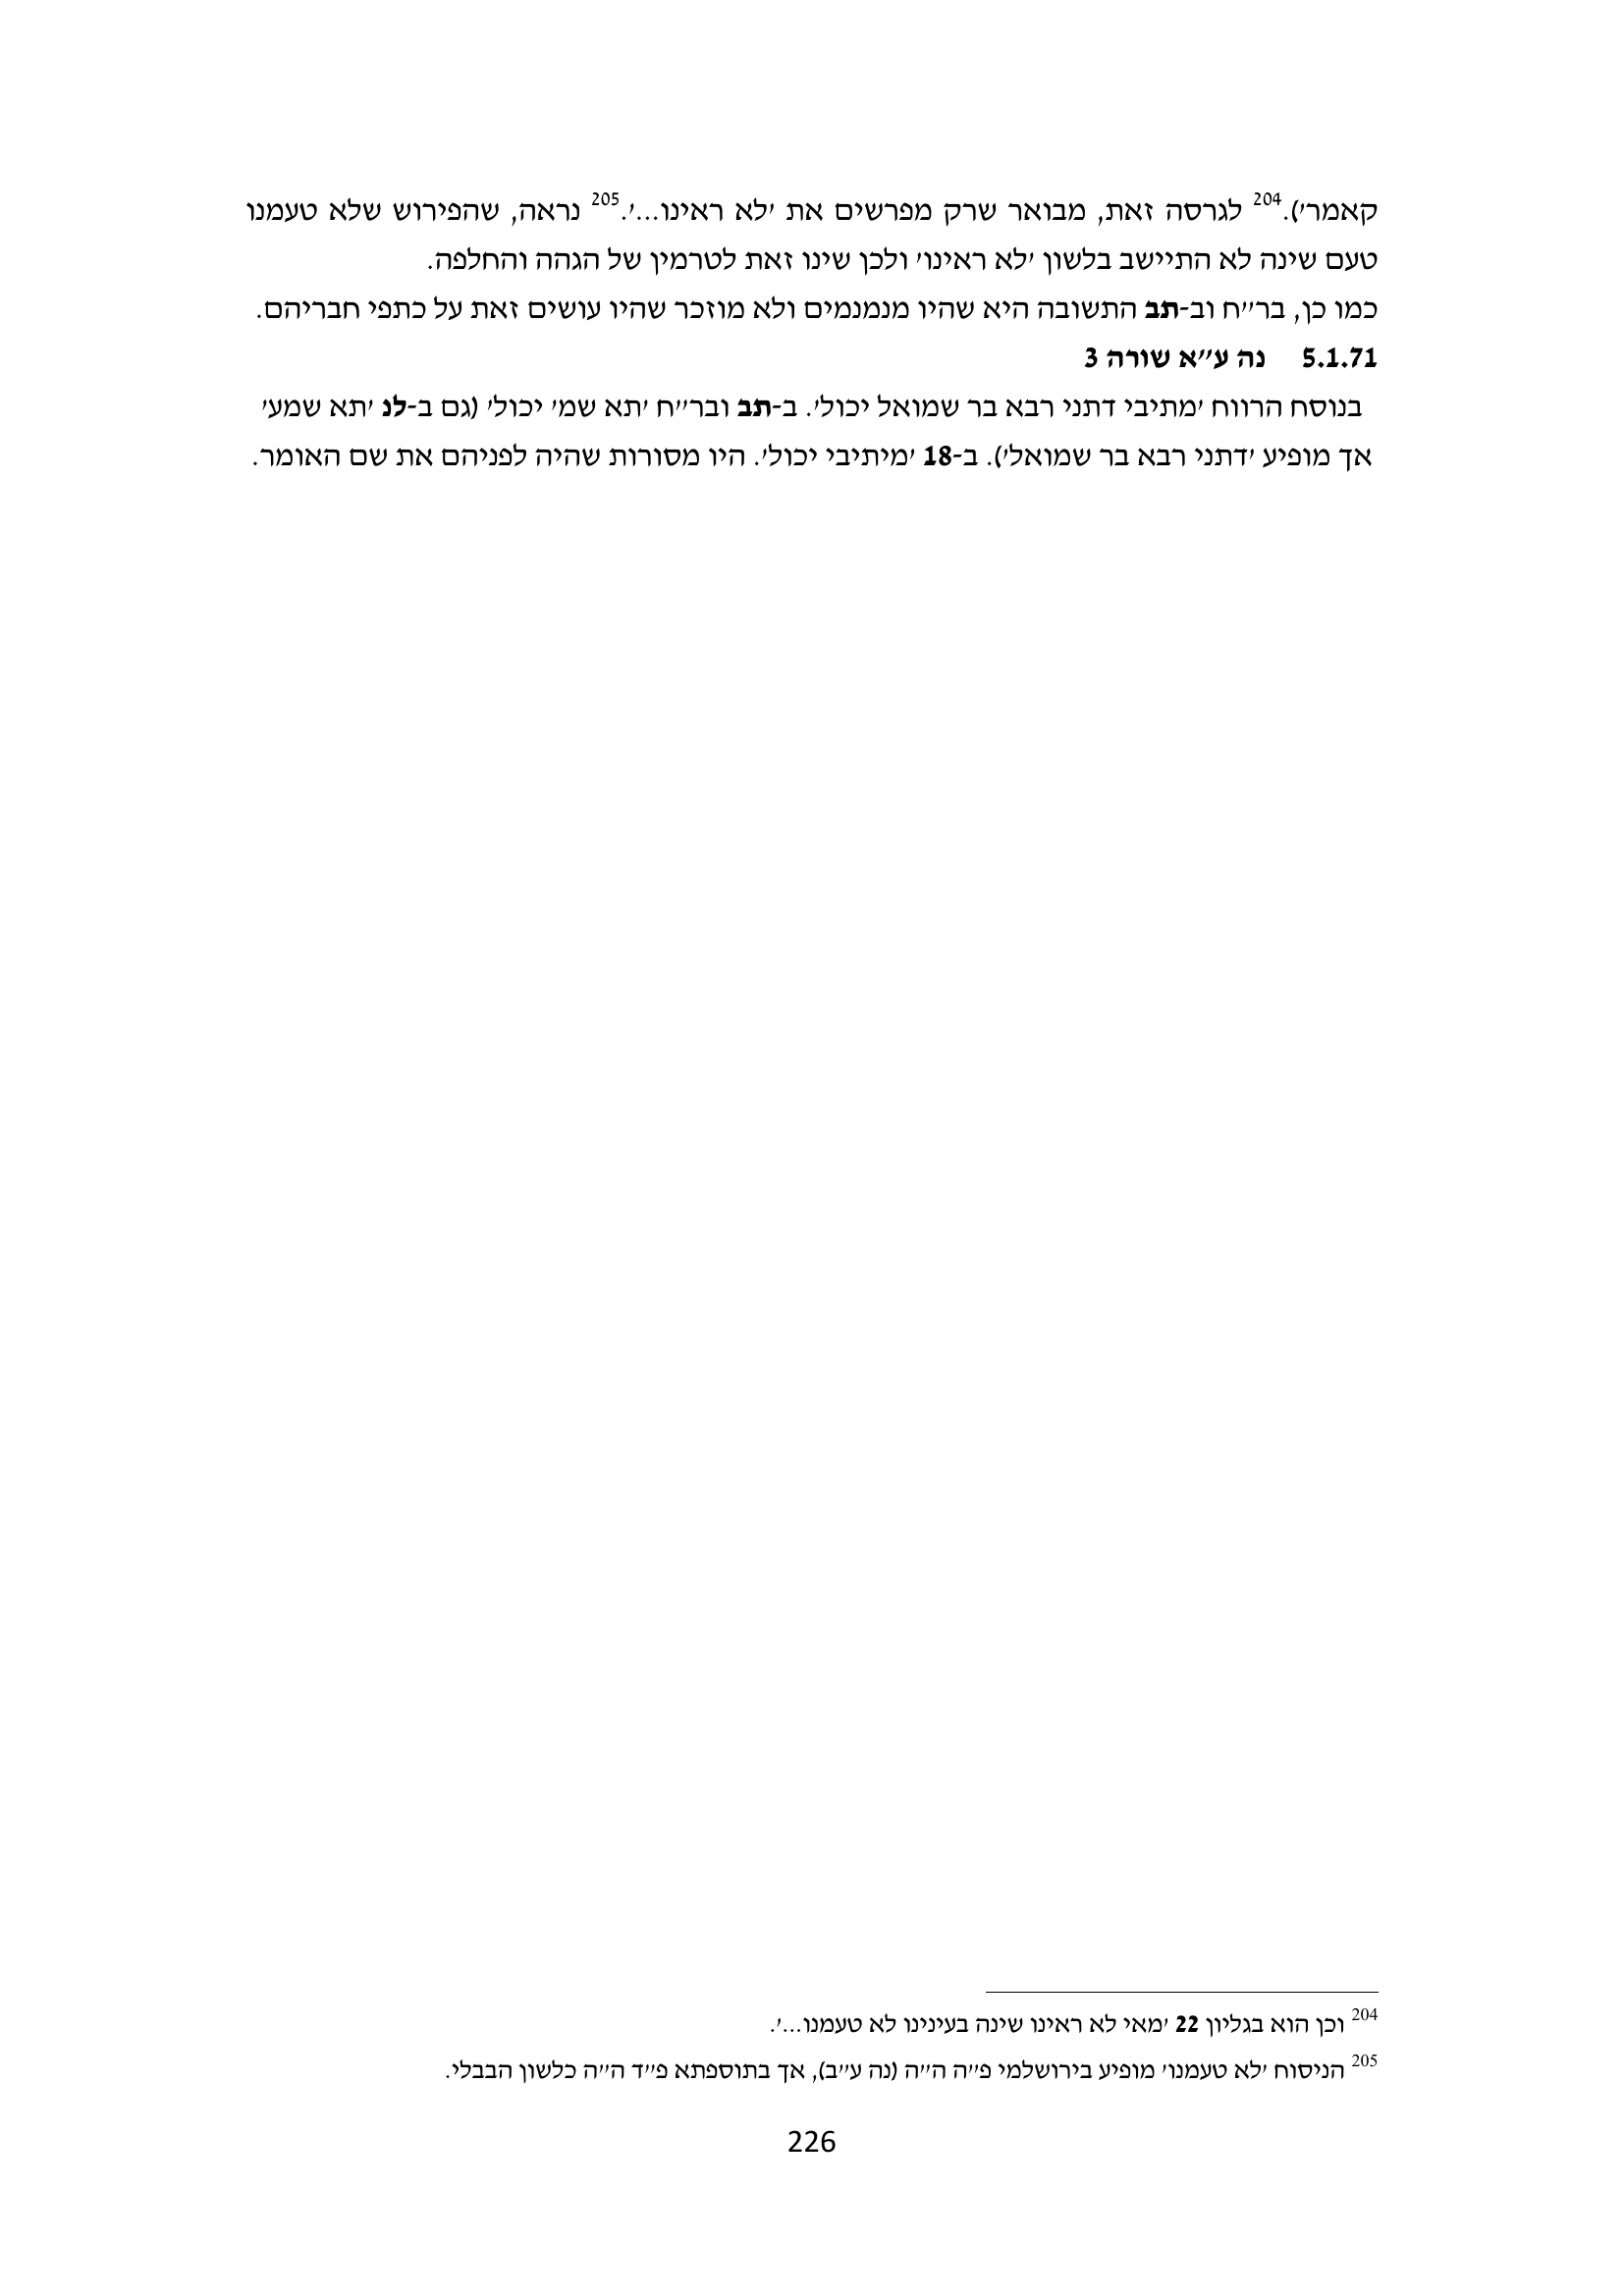 קאמר׳).204 לגרסה זאת, מבואר שרק מפרשים את ׳לא ראינו...׳.205 נראה, שהפירוש שלא טעמנו
טעם שינה לא התיישב בלשון ׳לא ראינו׳ ולכן שינו זאת לטרמין של הגהה והחלפה.
כמו כן, בר״ח וב-תב התשובה היא שהיו מנמנמים ולא מוזכר שהיו עושים זאת על כתפי חבריהם.
5.1.71 נה ע״א שורה 3
בנוסח הרווח ׳מתיבי דתני רבא בר שמואל יכול׳. ב-תב ובר״ח ׳תא שמ׳ יכול׳ (גם ב-לנ ׳תא שמע׳
אך מופיע ׳דתני רבא בר שמואל׳). ב-18 ׳מיתיבי יכול׳. היו מסורות שהיה לפניהם את שם האומר.
204 וכן הוא בגליון 22 ׳מאי לא ראינו שינה בעינינו לא טעמנו...׳.
205 הניסוח ׳לא טעמנו׳ מופיע בירושלמי פ״ה ה״ה (נה ע״ב), אך בתוספתא פ״ד ה״ה כלשון הבבלי.
226